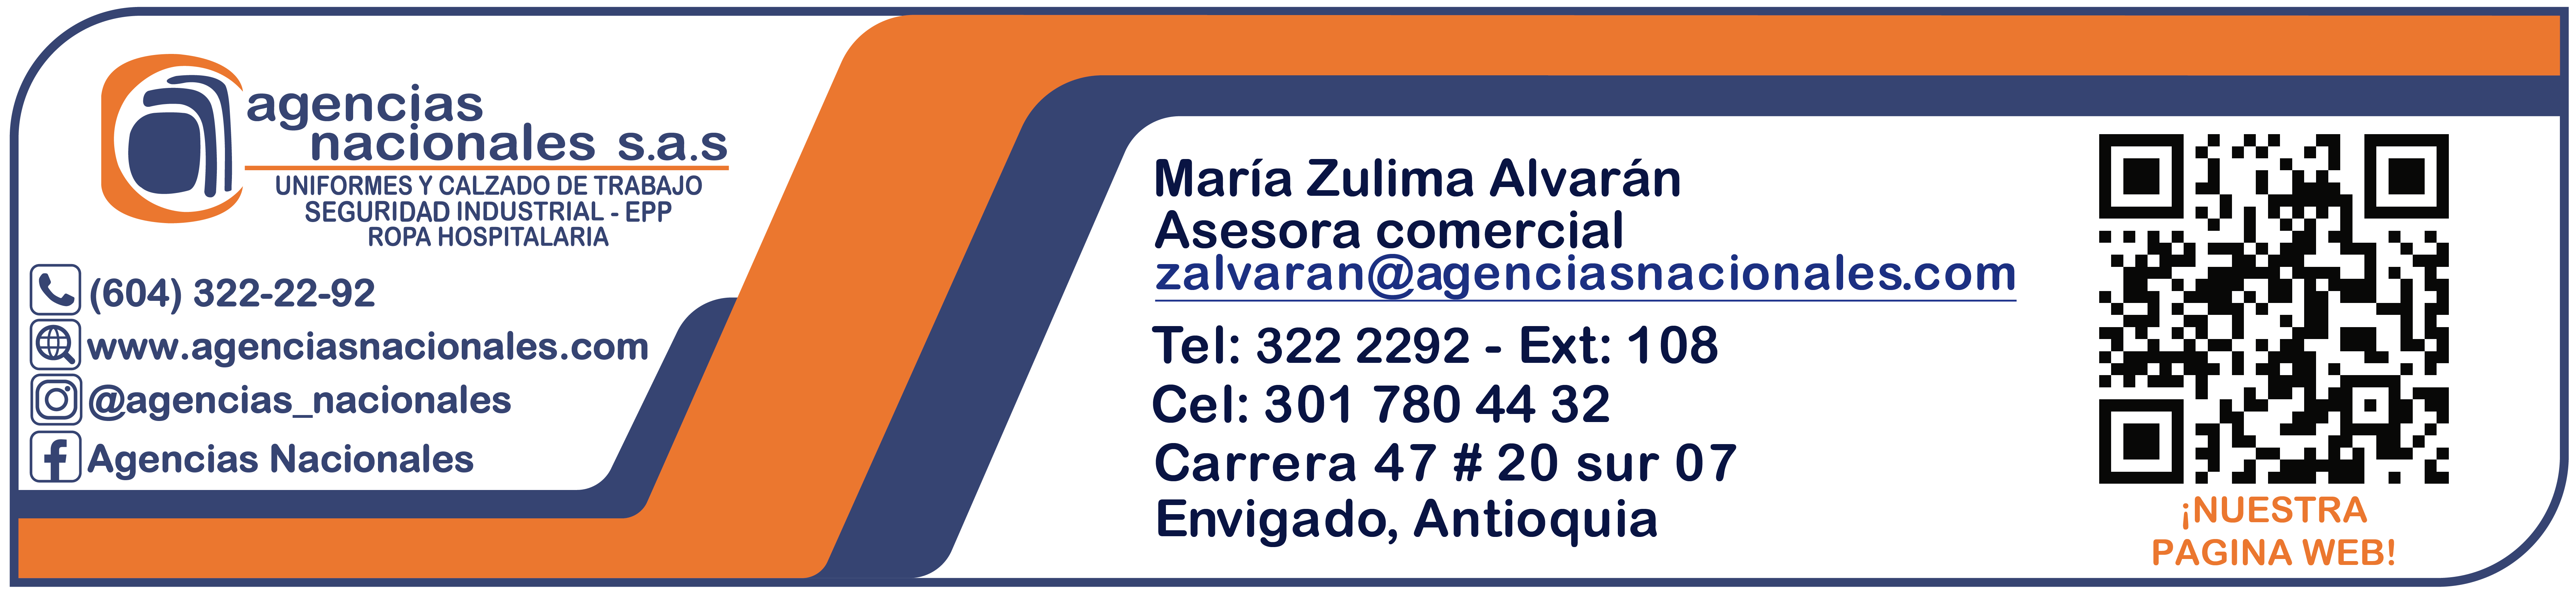 agencias
nacionales s.a.s
UNIFORMES Y CALZADO DE TRABAJO
SEGURIDAD INDUSTRIAL - EPP
ROPA HOSPITALARIA
(604) 322-22-92
www.agenciasnacionales.com
@agencias_nacionales
Agencias Nacionales
María Zulima Alvarán
Asesora comercial
zalvaran@agenciasnacionales.com
Tel: 322 2292 - Ext: 108
Cel: 301 780 44 32
Carrera 47 # 20 sur 07
Envigado, Antioquia
¡NUESTRA
PAGINA WEB!